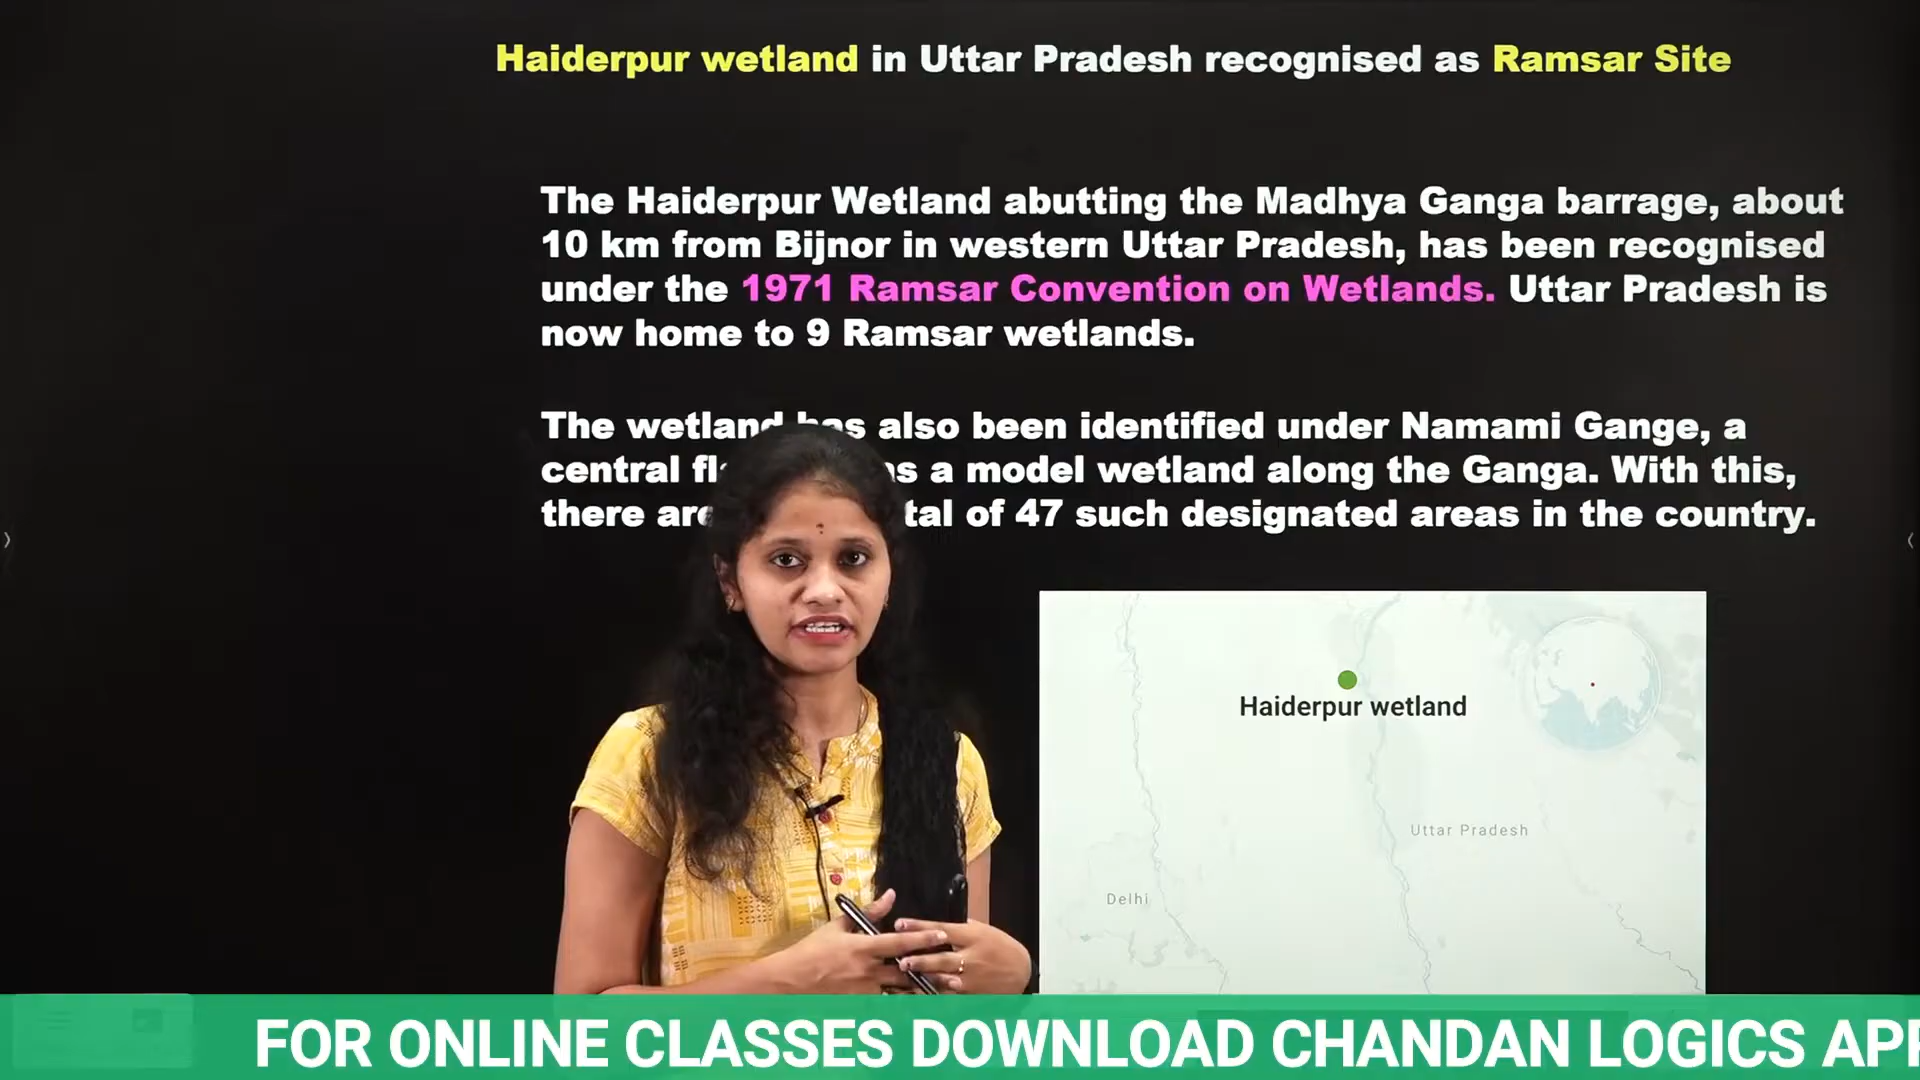 Haiderpur wetland in Uttar Pradesh recognised as Ramsar Site
The Haiderpur Wetland abutting the Madhya Ganga barrage, about
10 km from Bijnor in western Uttar Pradesh, has been recognised
under the 1971 Ramsar Convention on Wetlands. Uttar Pradesh is
now home to 9 Ramsar wetlands.
The wetland has also been identified under Namami Gange, a
central as a model wetland along the Ganga. With this,
there are of 47 such designated areas in the country.
Haiderpur wetland
Uttar Pradesh
Delhi
FOR ONLINE CLASSES DOWNLOAD CHANDAN LOGICS